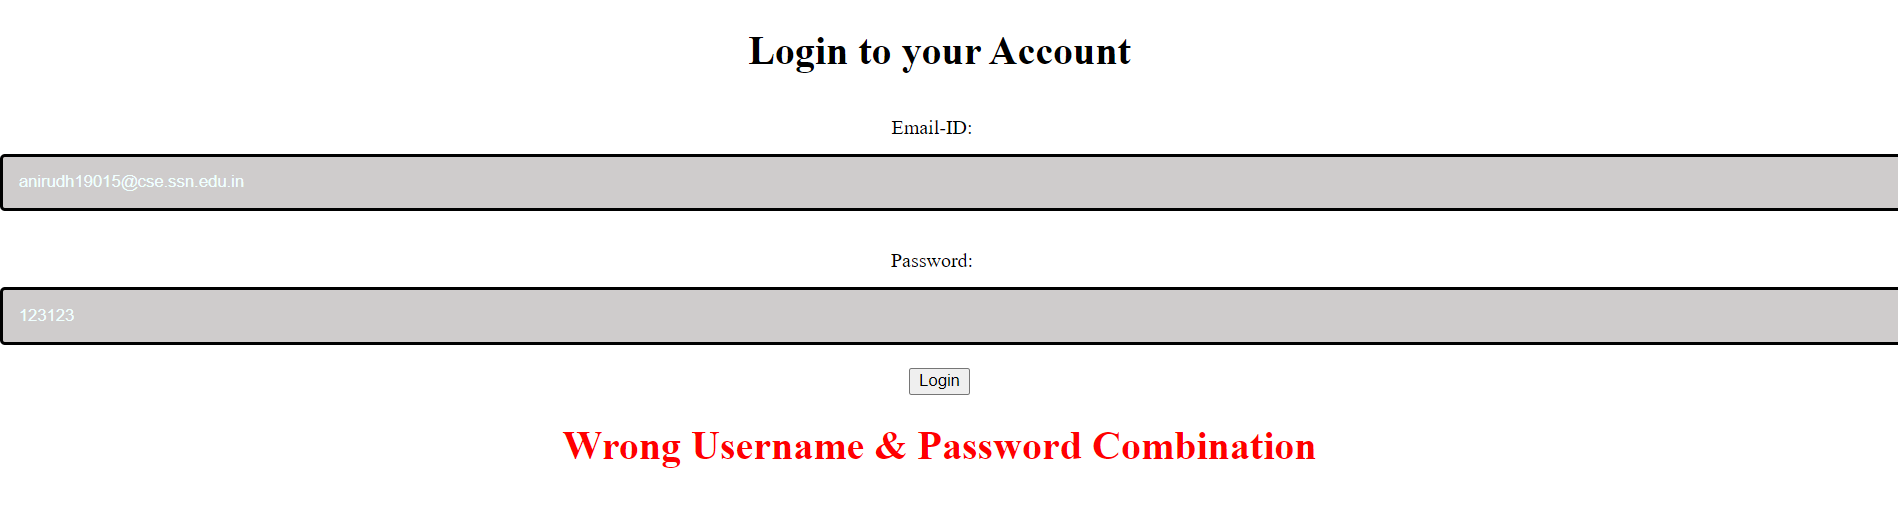 Login to your Account
Email-ID:
anirudh19015@cse.ssn.edu.in
Password:
123123
Login
Wrong Username & Password Combination